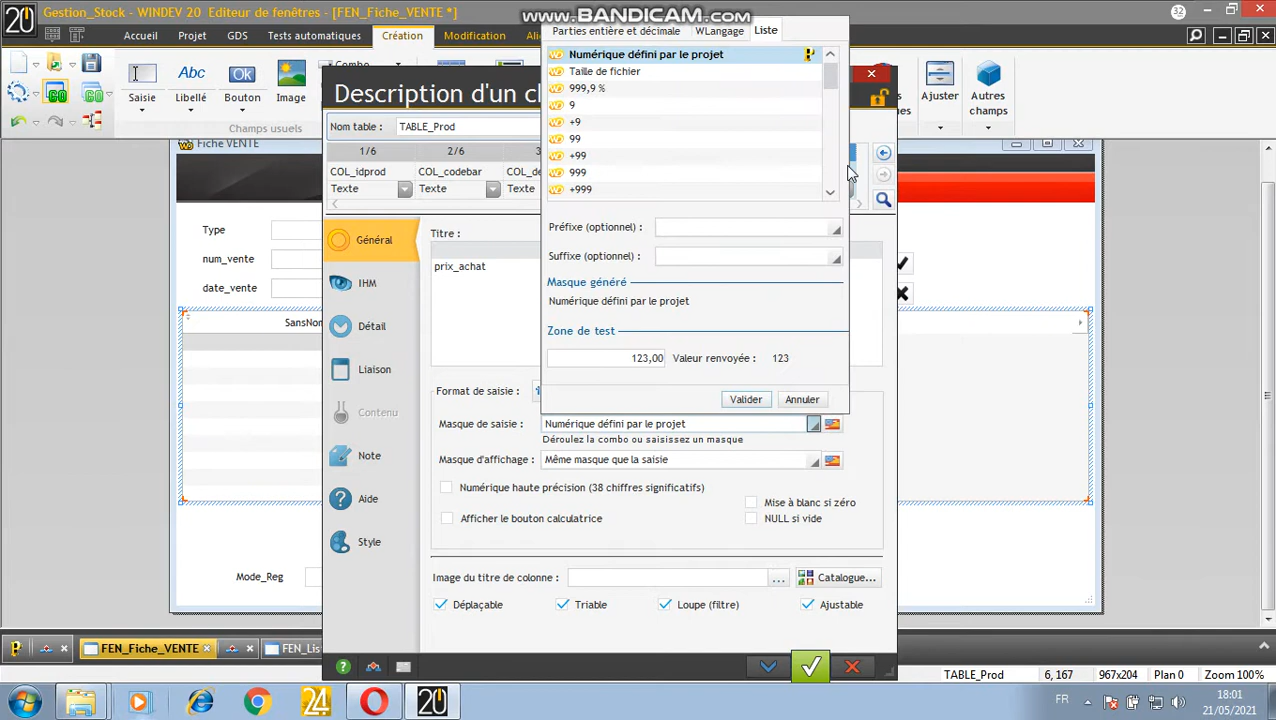 Gestion_Stock - WINDEV 20 Editeur de fenêtres - [FEN_Fiche_VENTE *]
www.BANDICAM.com
32
Accueil Projet GDS Tests automatiques Création Modification
Parties entière et décimale WLangage Liste
Saisie Libellé Bouton Image
Abc
Ok
Champs usuels
Ajuster Autres champs
Description d'un c
Nom table : TABLE_Prod
1/6 2/6
COL_idprod COL_codebar
Texte Texte
Numérique défini par le projet
Taille de fichier
999,9 %
9
+9
99
+99
999
+999
Fiche VENTE
Type
num_vente
date_vente
Mode_Reg
Général
IHM
Détail
Liaison
Contenu
Note
Aide
Style
Titre :
prix_achat
Préfixe (optionnel) :
Suffixe (optionnel) :
Masque généré
Numérique défini par le projet
Zone de test
123,00 Valeur renvoyée : 123
Valider Annuler
Format de saisie :
Masque de saisie : Numérique défini par le projet
Déroulez la combo ou saisissez un masque
Masque d'affichage : Même masque que la saisie
Numérique haute précision (38 chiffres significatifs)
Mise à blanc si zéro
Afficher le bouton calculatrice
NULL si vide
Image du titre de colonne : ... Catalogue...
Déplaçable Triable Loupe (filtre) Ajustable
FEN_Fiche_VENTE * FEN_Lis
TABLE_Prod 6, 167 967x204 Plan 0 Zoom 100%
FR 18:01
21/05/2021